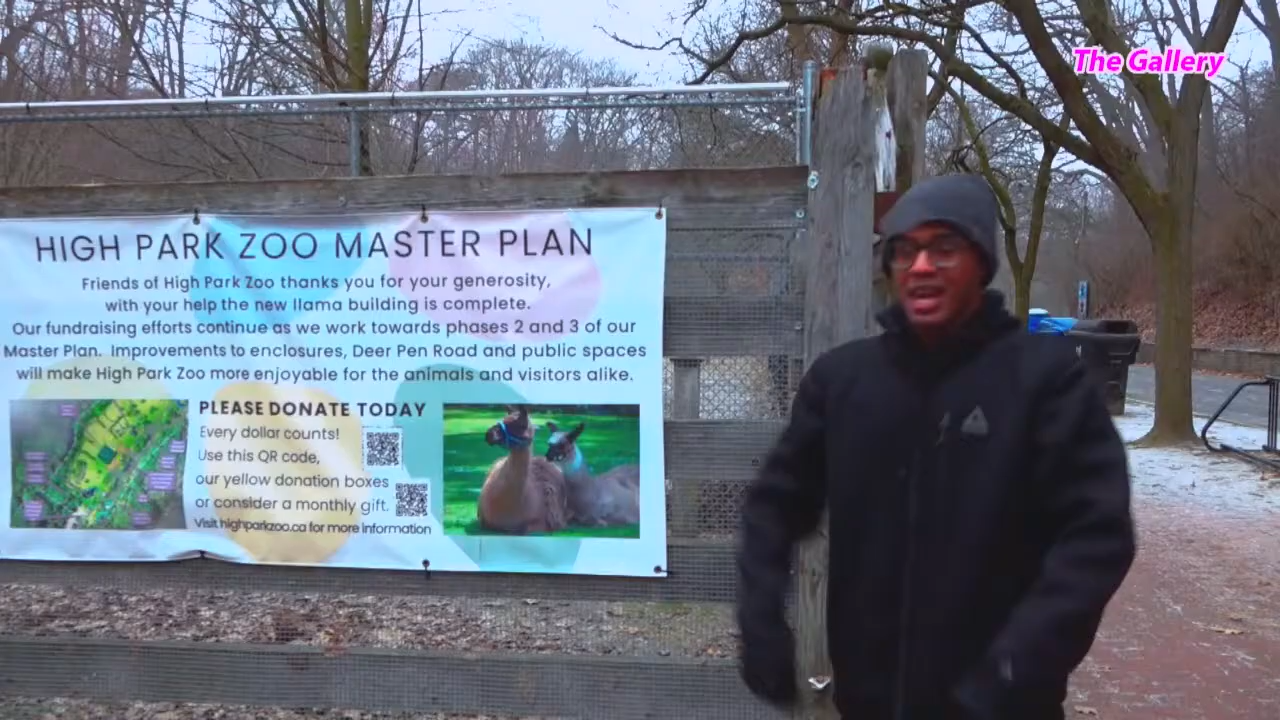 The Gallery
HIGH PARK ZOO MASTER PLAN
Friends of High Park Zoo thanks you for your generosity,
with your help the new llama building is complete.
Our fundraising efforts continue as we work towards phases 2 and 3 of our
Master Plan. Improvements to enclosures, Deer Pen Road and public spaces
will make High Park Zoo more enjoyable for the animals and visitors alike.
PLEASE DONATE TODAY
Every dollar counts!
Use this QR code,
our yellow donation boxes
or consider a monthly gift.
Visit highparkzoo.ca for more information